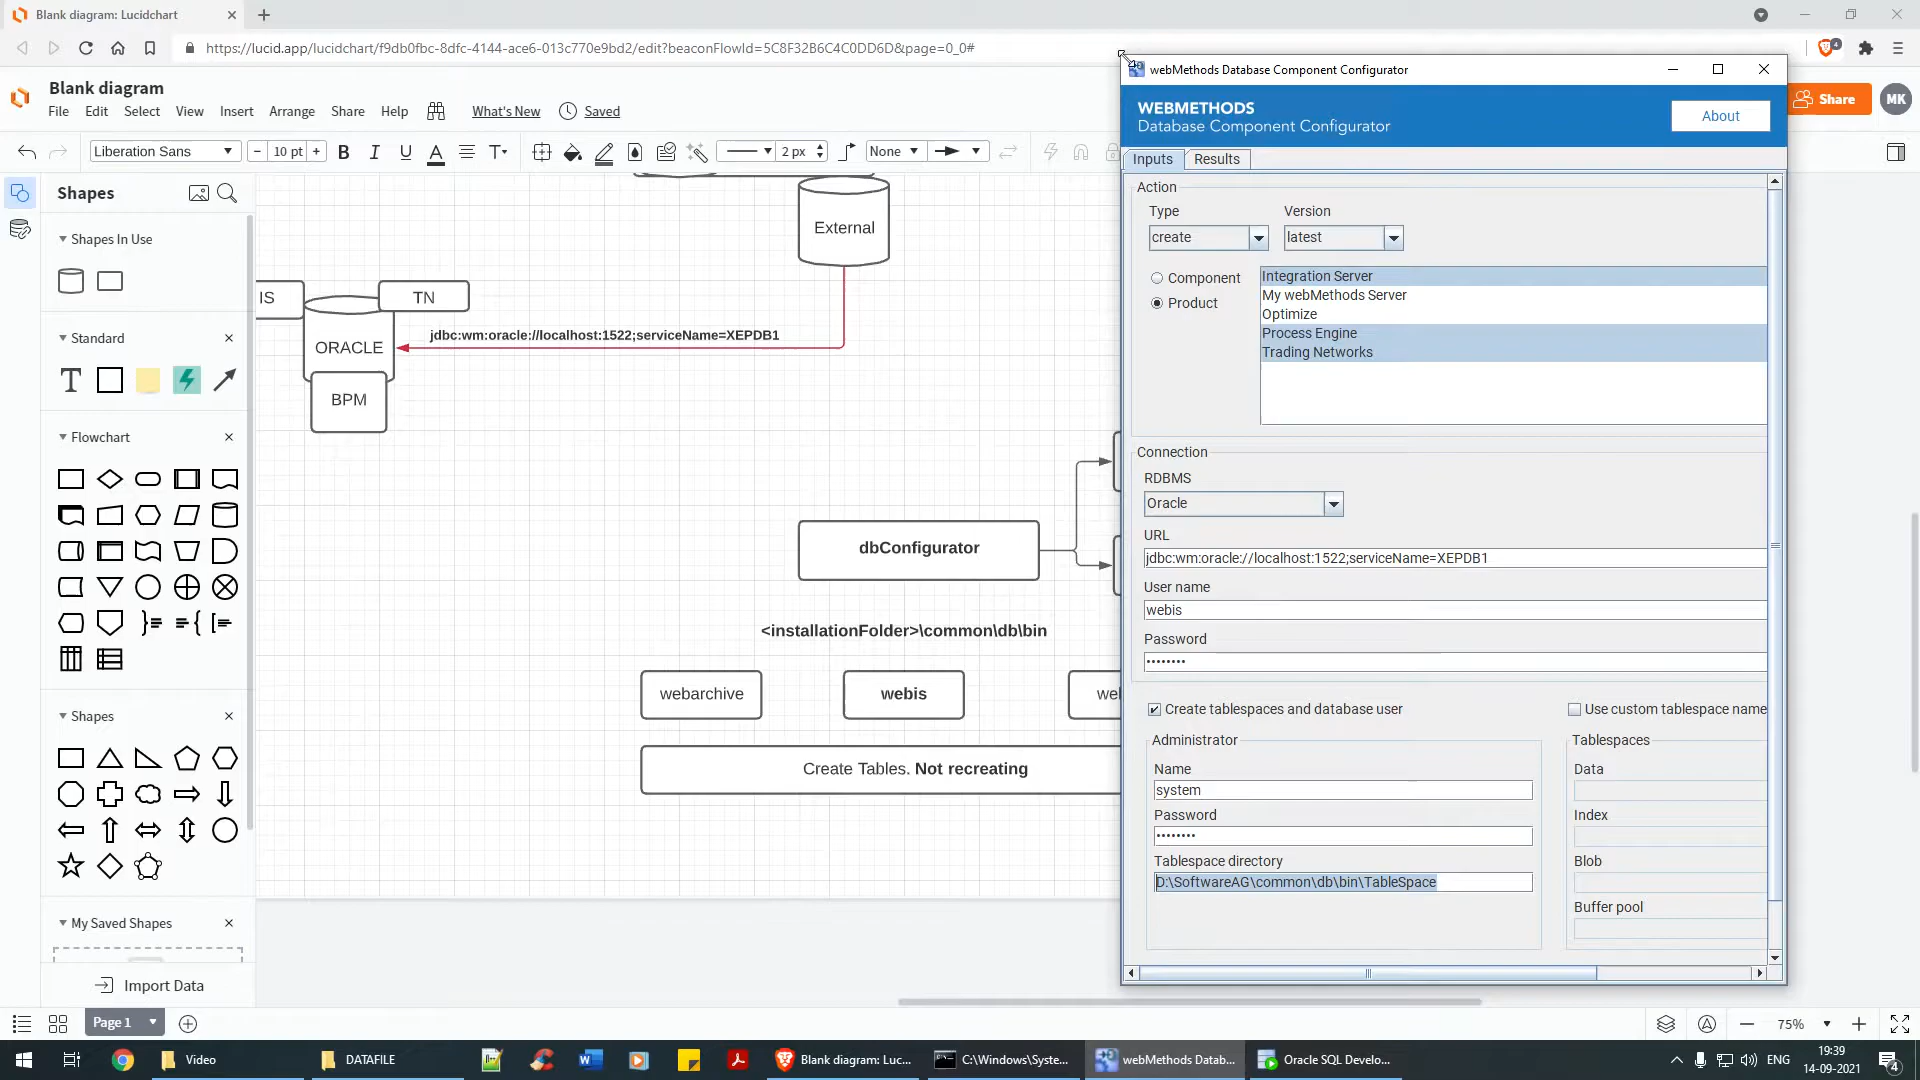 Blank diagram: Lucidchart
https://lucid.app/lucidchart/f9db0fbc-8dfc-4144-ace6-013c770e9bd2/edit?beaconFlowId=5C8F32B6C4C0DD6D&page=0_0#
4
Blank diagram
File Edit Select View Insert Arrange Share Help What's New Saved
Share MK
Liberation Sans - 10 pt + B I U A T 2 px None
Shapes
Shapes In Use
Standard
T
Flowchart
Shapes
My Saved Shapes
Import Data
External
IS
TN
ORACLE
BPM
jdbc:wm:oracle://localhost:1522;serviceName=XEPDB1
dbConfigurator
<installationFolder>\common\db\bin
webarchive
webis
Create Tables. Not recreating
webMethods Database Component Configurator
WEBMETHODS
Database Component Configurator
About
Inputs Results
Action
Type Version
create latest
Component
Product
Integration Server
My webMethods Server
Optimize
Process Engine
Trading Networks
Connection
RDBMS
Oracle
URL
jdbc:wm:oracle://localhost:1522;serviceName=XEPDB1
User name
webis
Password
••••••••
Create tablespaces and database user
Use custom tablespace name
Administrator
Name
system
Password
••••••••
Tablespace directory
D:\SoftwareAG\common\db\bin\TableSpace
Tablespaces
Data
Index
Blob
Buffer pool
Page 1
75%
Video
DATAFILE
Blank diagram: Luc...
C:\Windows\Syste...
webMethods Datab...
Oracle SQL Develo...
ENG
19:39
14-09-2021
4